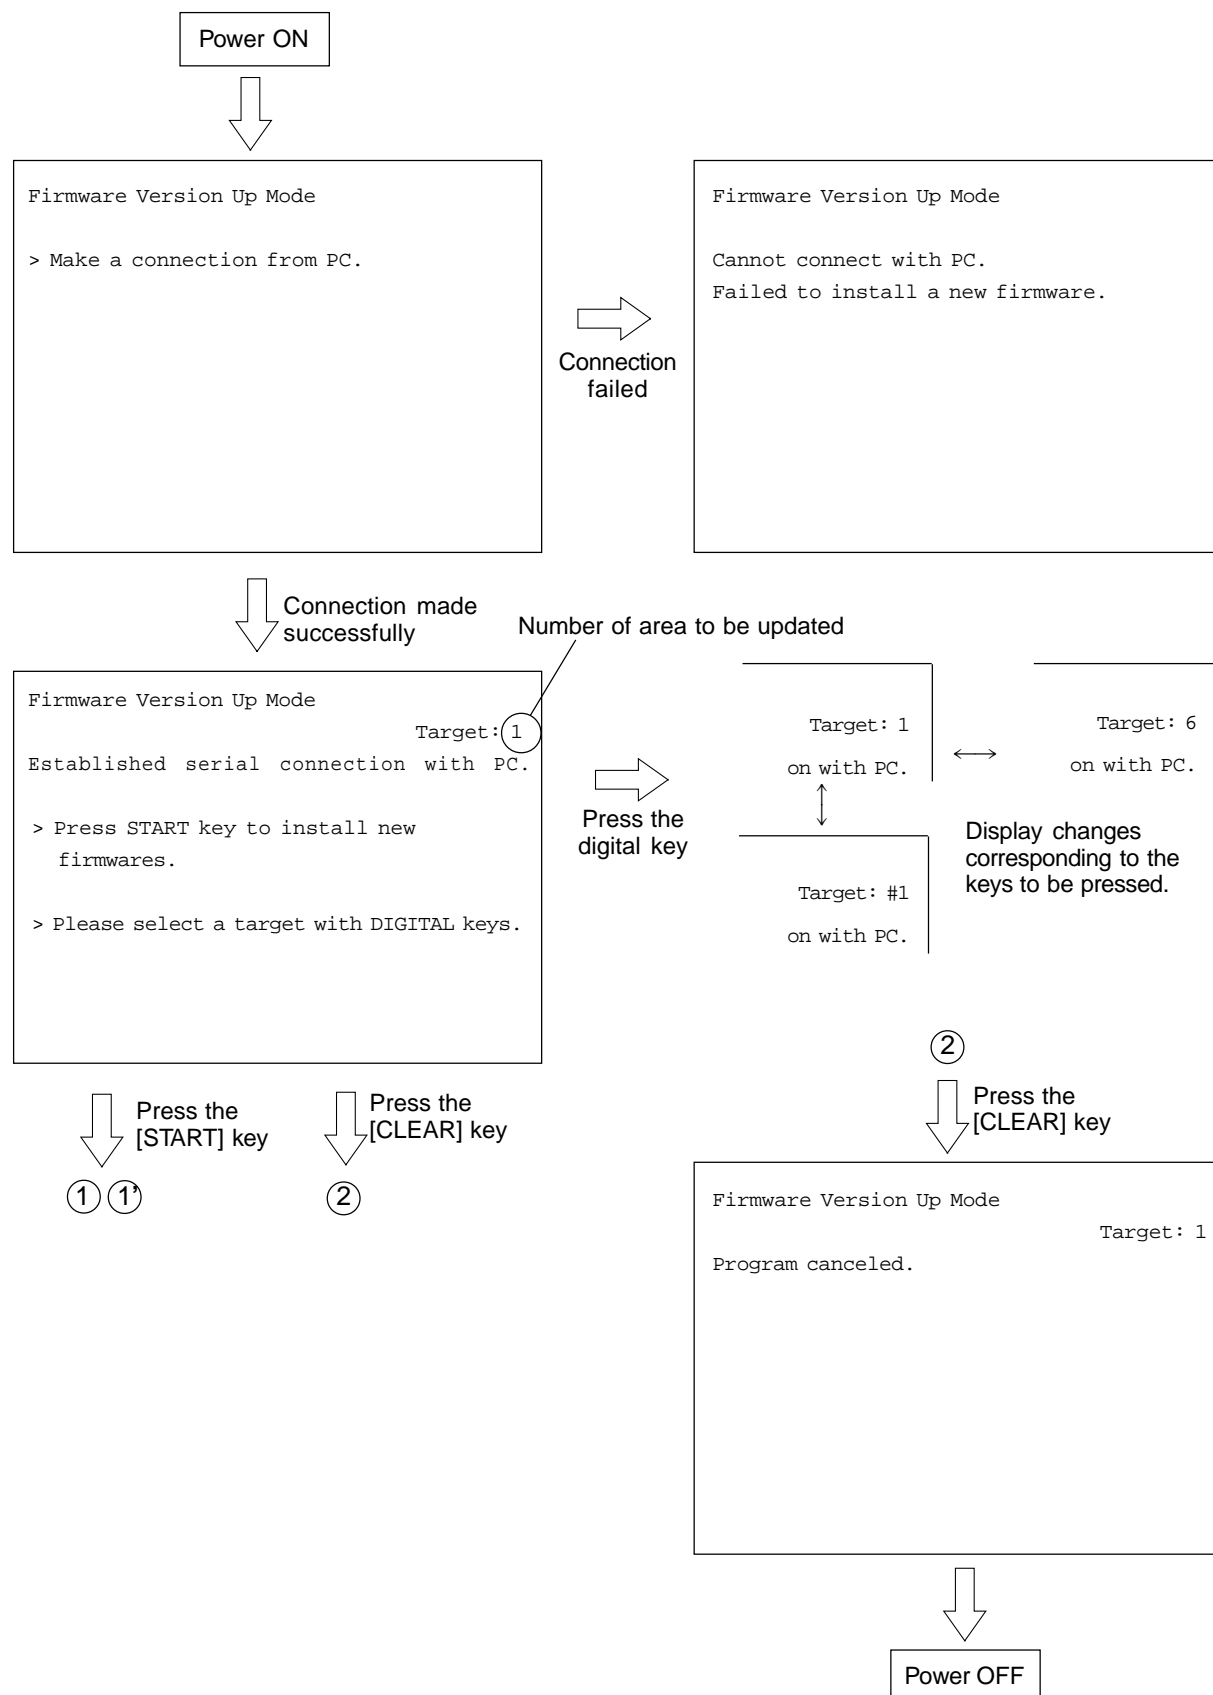 Power ON
Firmware Version Up Mode
> Make a connection from PC.
Connection
failed
Firmware Version Up Mode
Cannot connect with PC.
Failed to install a new firmware.
Connection made
successfully
Number of area to be updated
Firmware Version Up Mode
Target: 1
Established serial connection with PC.
> Press START key to install new
firmwares.
> Please select a target with DIGITAL keys.
Press the
digital key
Target: 1
on with PC.
Target: 6
on with PC.
Target: #1
on with PC.
Display changes
corresponding to the
keys to be pressed.
Press the
[START] key
1 1'
Press the
[CLEAR] key
2
2
Press the
[CLEAR] key
Firmware Version Up Mode
Target: 1
Program canceled.
Power OFF